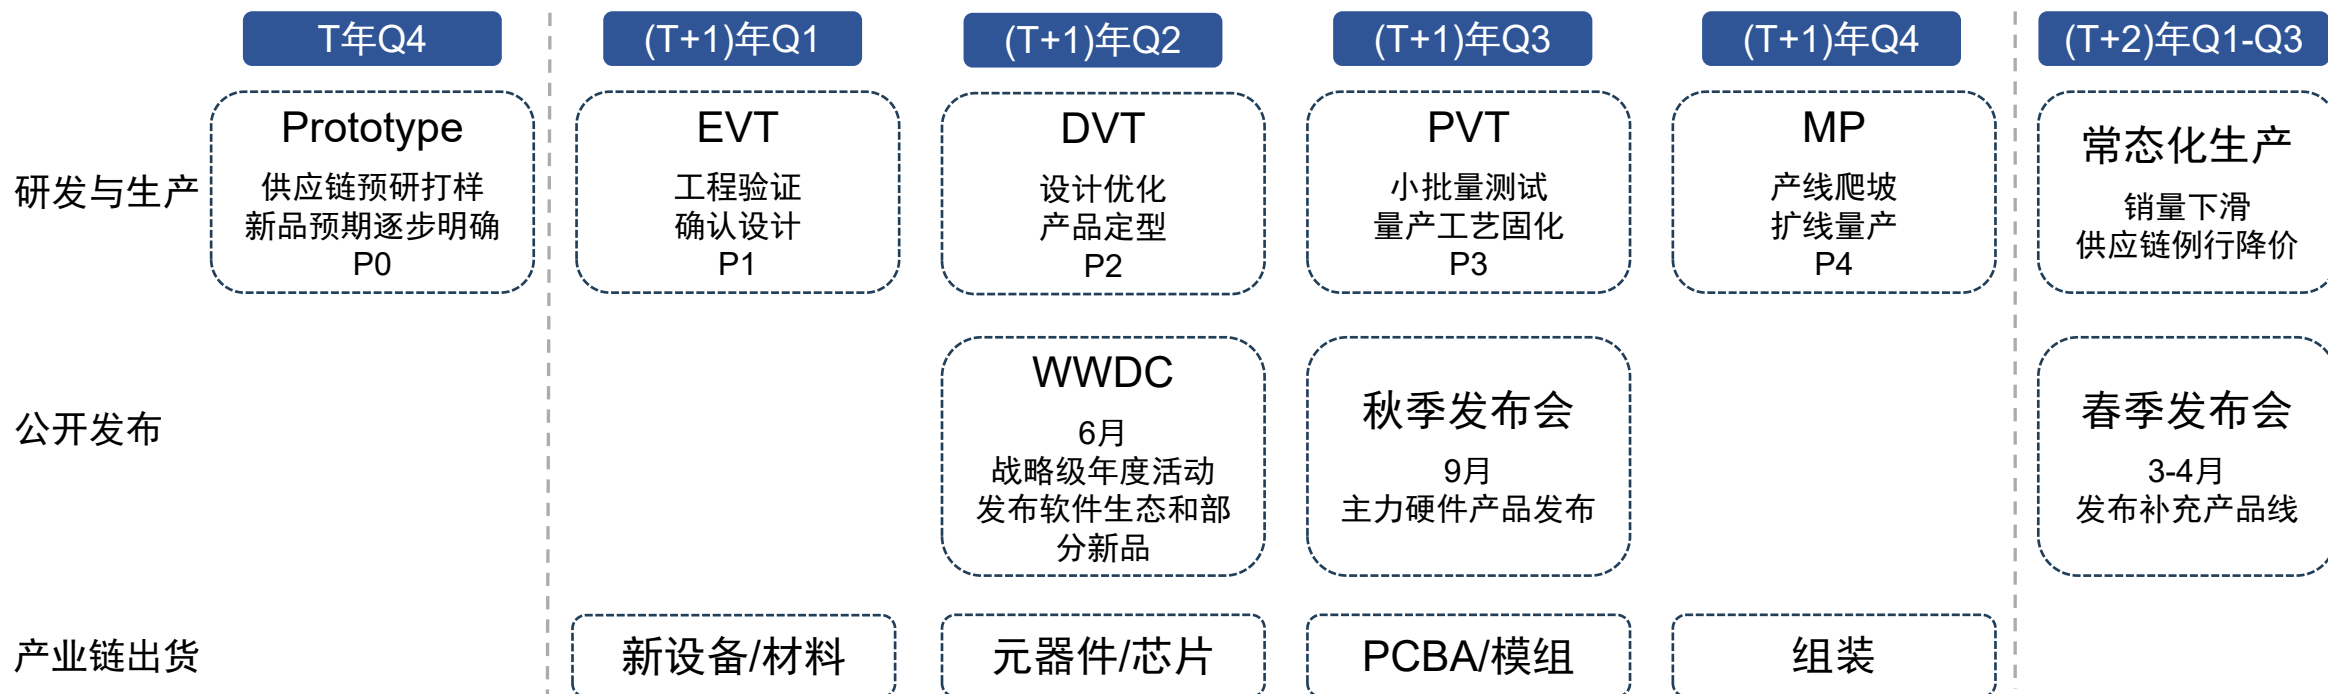 T年Q4
(T+1)年Q1
(T+1)年Q2
(T+1)年Q3
(T+1)年Q4
(T+2)年Q1-Q3
研发与生产
Prototype
供应链预研打样
新品预期逐步明确
P0
EVT
工程验证
确认设计
P1
DVT
设计优化
产品定型
P2
PVT
小批量测试
量产工艺固化
P3
MP
产线爬坡
扩线量产
P4
常态化生产
销量下滑
供应链例行降价
公开发布
WWDC
6月
战略级年度活动
发布软件生态和部
分新品
秋季发布会
9月
主力硬件产品发布
春季发布会
3-4月
发布补充产品线
产业链出货
新设备/材料
元器件/芯片
PCBA/模组
组装